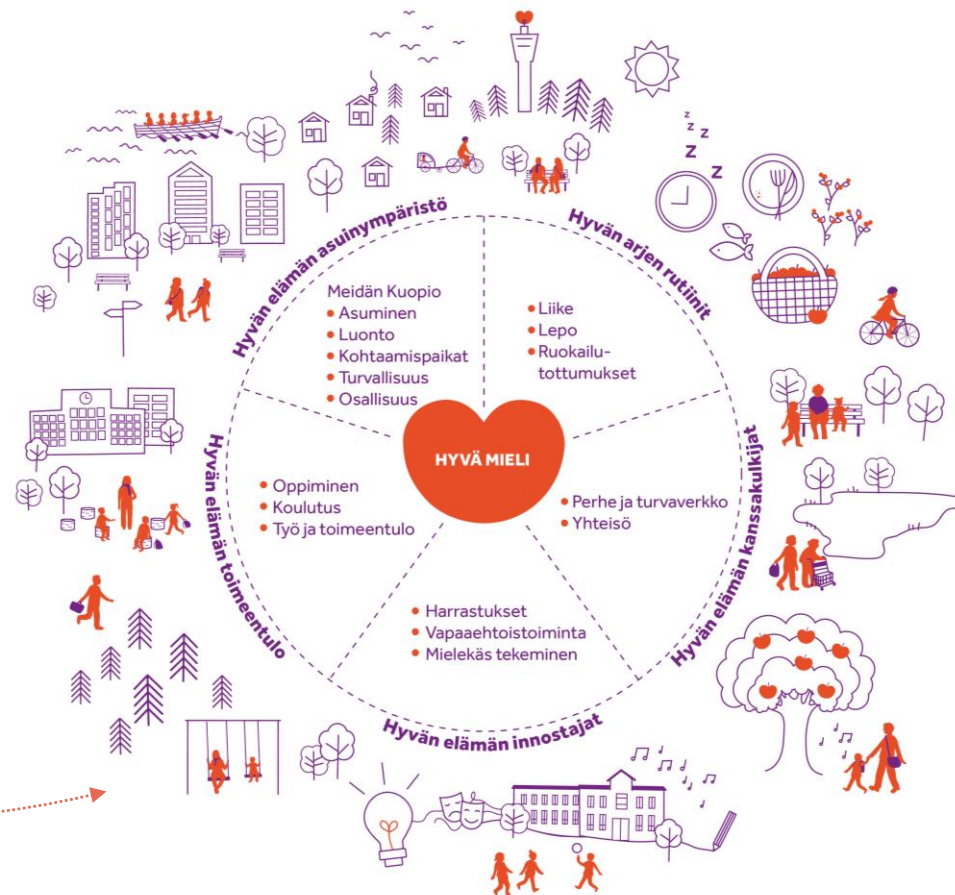 z
z
z
Z
Z
Hyvän elämän asuinympäristö
Meidän Kuopio
• Asuminen
• Luonto
• Kohtaamispaikat
• Turvallisuus
• Osallisuus
Hyvän arjen rutiinit
• Liike
• Lepo
• Ruokailu-
tottumukset
HYVÄ MIELI
Hyvän elämän toimeentulo
• Oppiminen
• Koulutus
• Työ ja toimeentulo
Hyvän elämän kanssakulkijat
• Perhe ja turvaverkko
• Yhteisö
• Harrastukset
• Vapaaehtoistoiminta
• Mielekäs tekeminen
Hyvän elämän innostajat